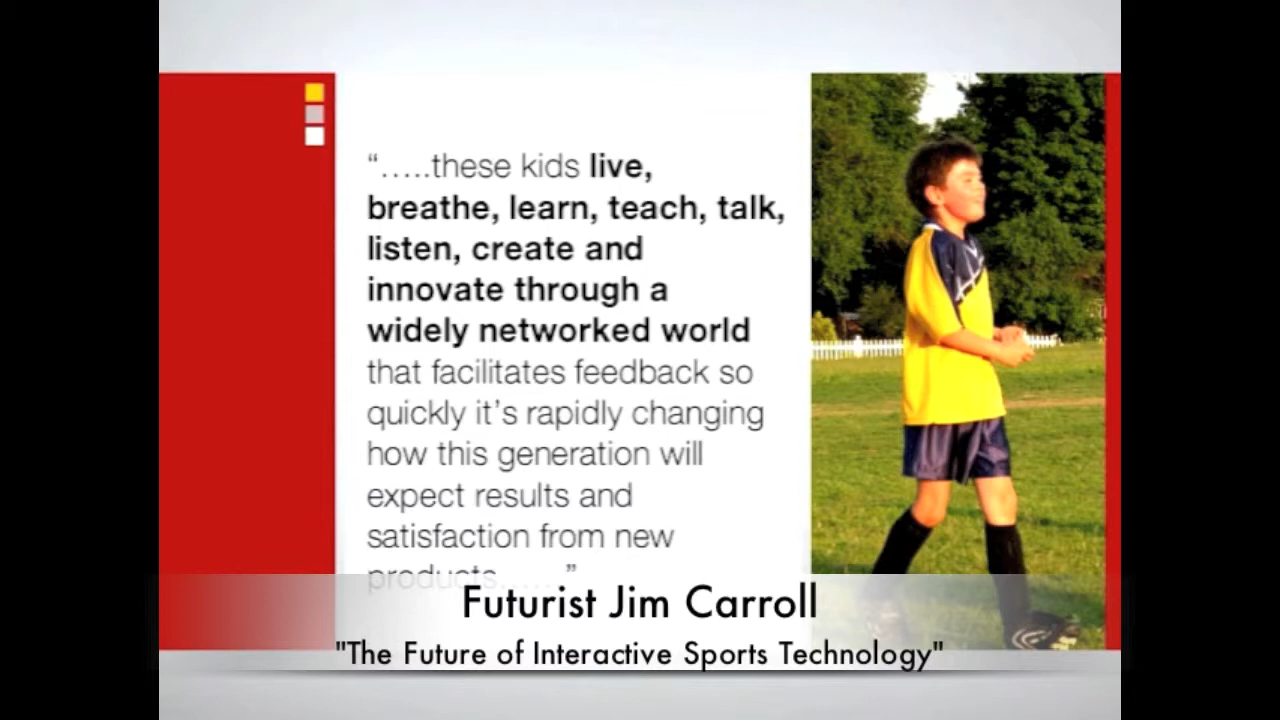 “.....these kids live,
breathe, learn, teach, talk,
listen, create and
innovate through a
widely networked world
that facilitates feedback so
quickly it’s rapidly changing
how this generation will
expect results and
satisfaction from new
products......”
Futurist Jim Carroll
"The Future of Interactive Sports Technology"